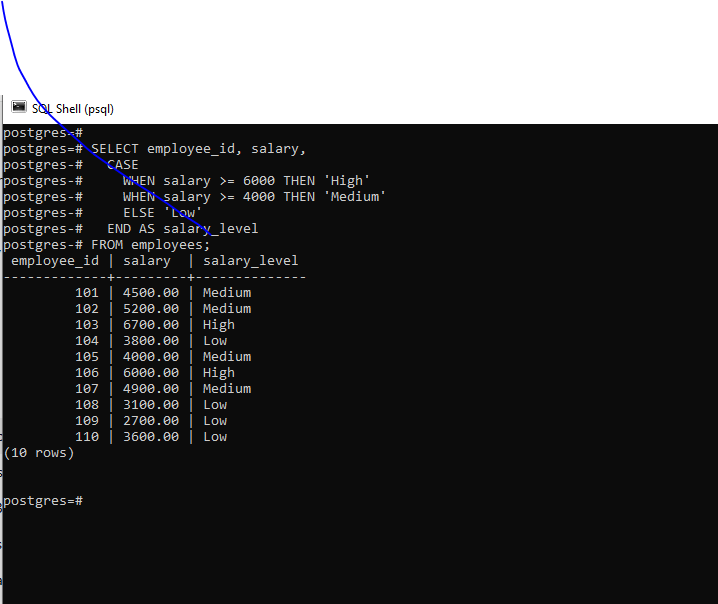 SQL Shell (psql)
postgres-#
postgres=# SELECT employee_id, salary,
postgres-#   CASE
postgres-#     WHEN salary >= 6000 THEN 'High'
postgres-#     WHEN salary >= 4000 THEN 'Medium'
postgres-#     ELSE 'Low'
postgres-#   END AS salary_level
postgres-# FROM employees;
 employee_id | salary  | salary_level
-------------+---------+--------------
         101 | 4500.00 | Medium
         102 | 5200.00 | Medium
         103 | 6700.00 | High
         104 | 3800.00 | Low
         105 | 4000.00 | Medium
         106 | 6000.00 | High
         107 | 4900.00 | Medium
         108 | 3100.00 | Low
         109 | 2700.00 | Low
         110 | 3600.00 | Low
(10 rows)
postgres=#